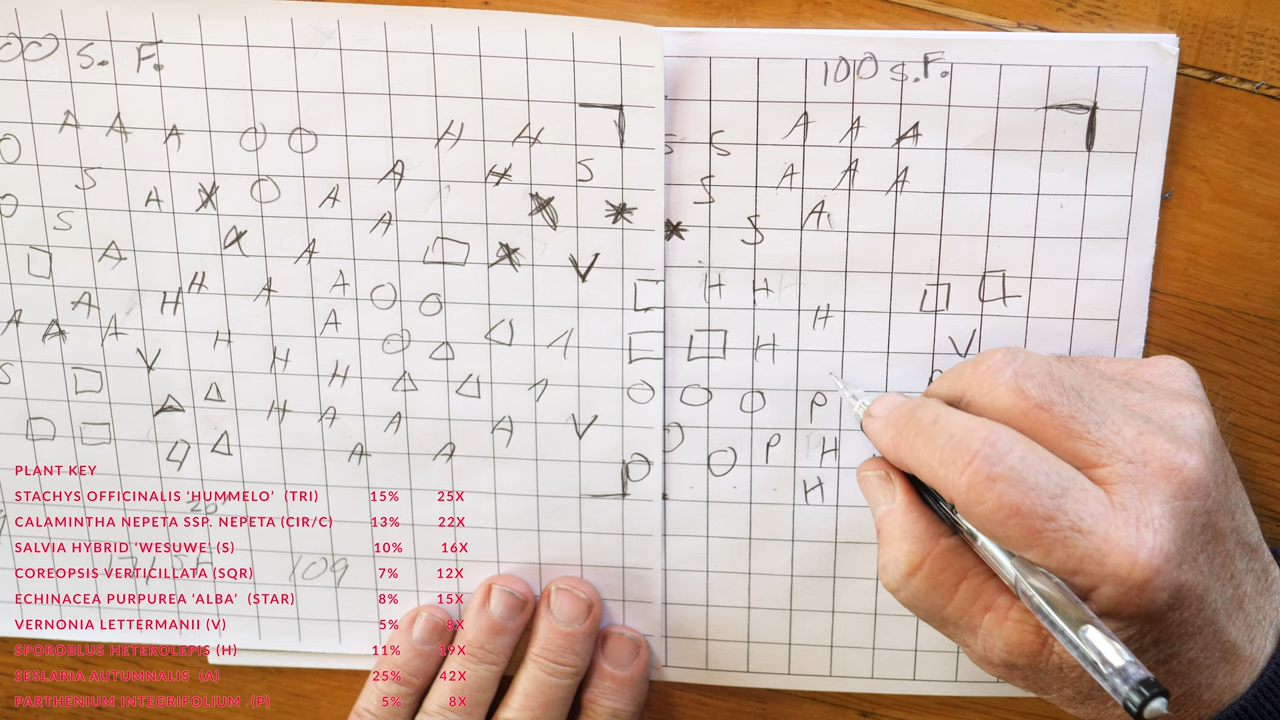 00 S. F.
100 S.F.
A A A O O H H
S S A A A
S A O A A H S
S A A A
S A
S A
A A V
H H
A H H A A O O
H
A A A H A O
H
V
V
S H H
O O O P
H A A A V
O P H
A A
H
PLANT KEY
STACHYS OFFICINALIS ‘HUMMELO’ (TRI) 15% 25X
CALAMINTHA NEPETA SSP. NEPETA (CIR/C) 13% 22X
SALVIA HYBRID ‘WESUWE’ (S) 10% 16X
COREOPSIS VERTICILLATA (SQR) 7% 12X
ECHINACEA PURPUREA ‘ALBA’ (STAR) 8% 15X
VERNONIA LETTERMANII (V) 5% 8X
SPOROBLUS HETEROLEPIS (H) 11% 19X
SESLARIA AUTUMNALIS (A) 25% 42X
PARTHENIUM INTEGRIFOLIUM (P) 5% 8X
109